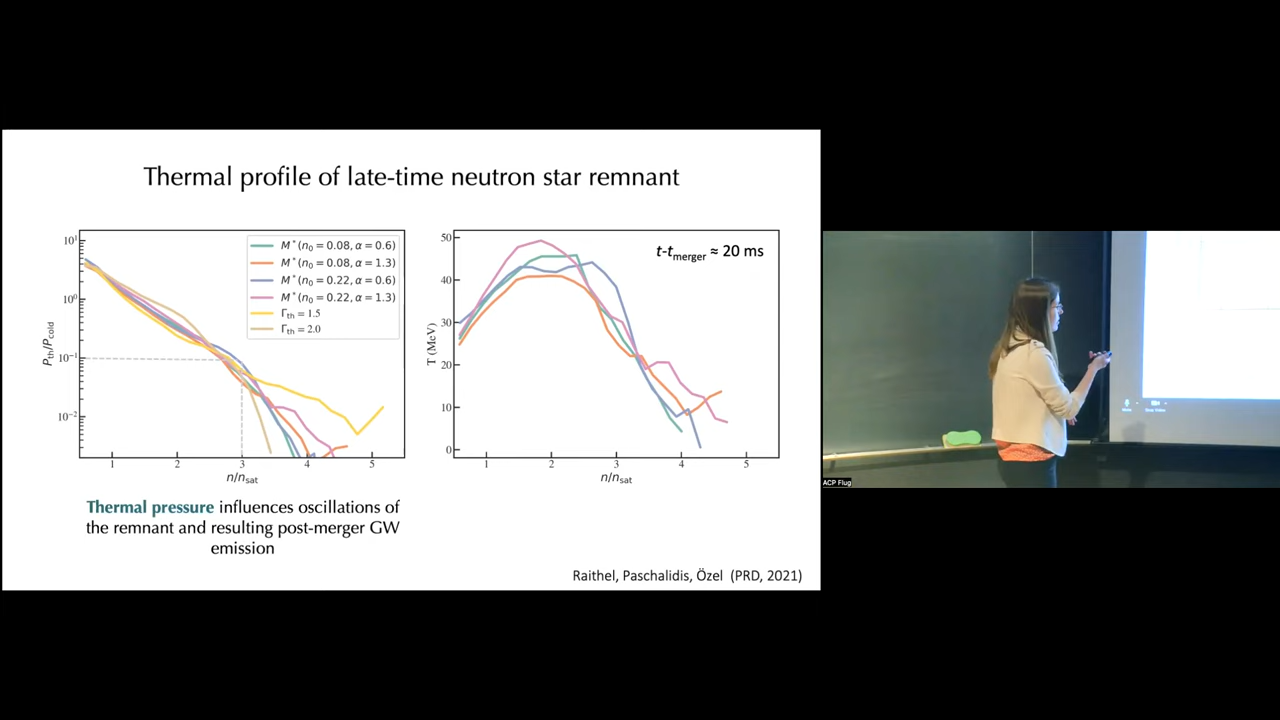 Thermal profile of late-time neutron star remnant
10¹
10⁰
10⁻¹
10⁻²
P_th/P_cold
M*(n₀ = 0.08, α = 0.6)
M*(n₀ = 0.08, α = 1.3)
M*(n₀ = 0.22, α = 0.6)
M*(n₀ = 0.22, α = 1.3)
Γ_th = 1.5
Γ_th = 2.0
1 2 3 4 5
n/n_sat
50
40
30
20
10
0
T (MeV)
t-t_merger ≈ 20 ms
1 2 3 4 5
n/n_sat
Thermal pressure influences oscillations of
the remnant and resulting post-merger GW
emission
Raithel, Paschalidis, Özel (PRD, 2021)
ACP Flug